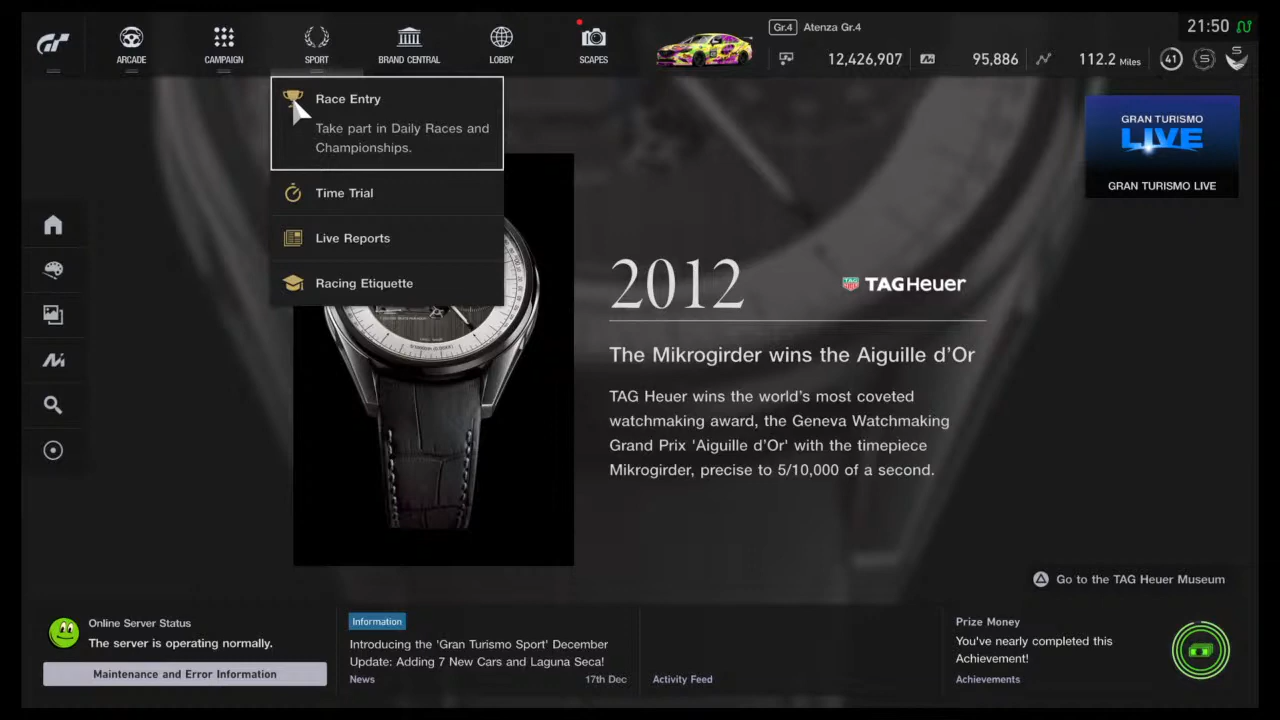 ARCADE
CAMPAIGN
SPORT
BRAND CENTRAL
LOBBY
SCAPES
Gr.4 Atenza Gr.4
21:50
12,426,907
95,886
112.2 Miles
41
S
S
Race Entry
Take part in Daily Races and
Championships.
Time Trial
Live Reports
Racing Etiquette
GRAN TURISMO
LIVE
GRAN TURISMO LIVE
2012
TAGHeuer
The Mikrogirder wins the Aiguille d'Or
TAG Heuer wins the world's most coveted
watchmaking award, the Geneva Watchmaking
Grand Prix 'Aiguille d'Or' with the timepiece
Mikrogirder, precise to 5/10,000 of a second.
Go to the TAG Heuer Museum
Online Server Status
The server is operating normally.
Maintenance and Error Information
Information
Introducing the 'Gran Turismo Sport' December
Update: Adding 7 New Cars and Laguna Seca!
News
17th Dec
Activity Feed
Prize Money
You've nearly completed this
Achievement!
Achievements